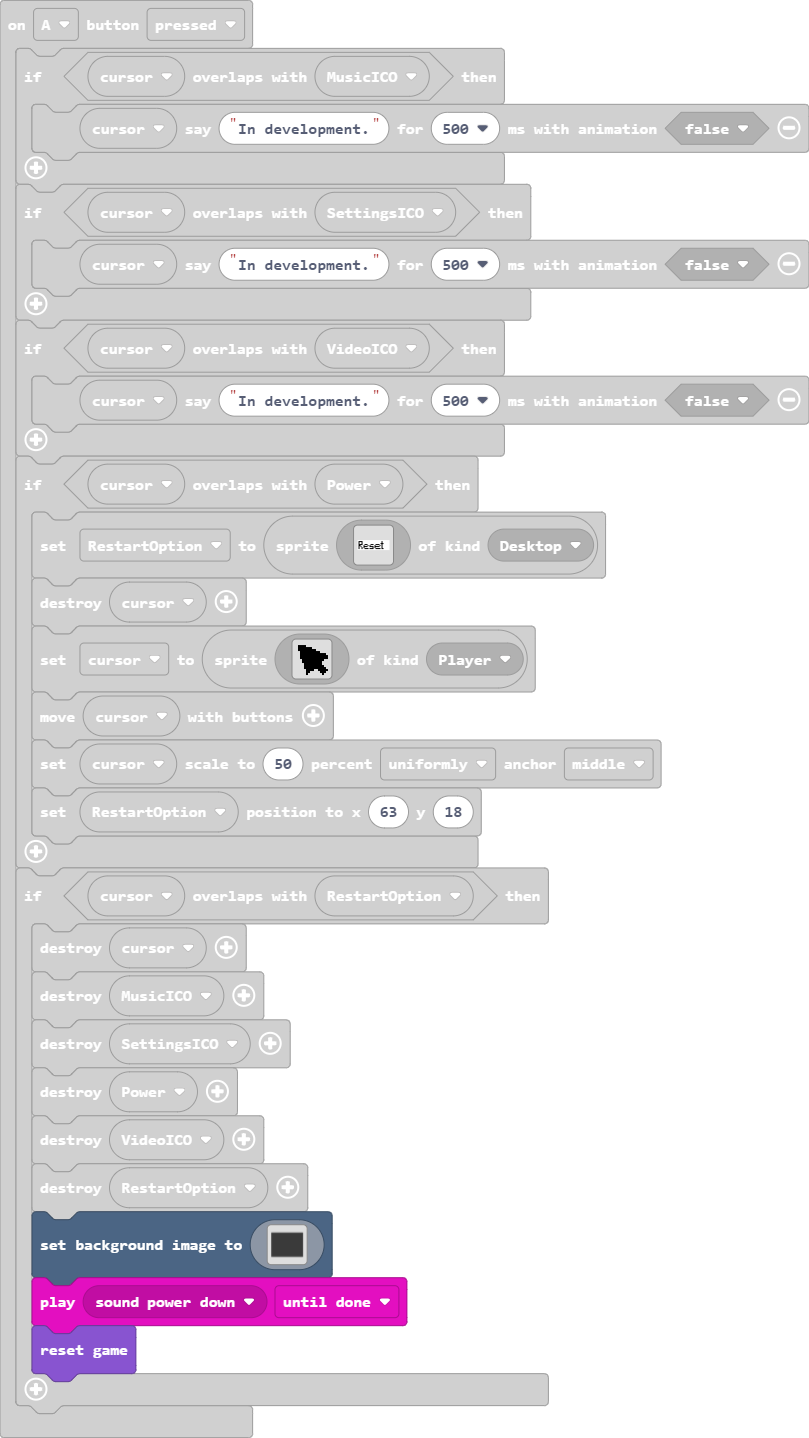 on A button pressed
if cursor overlaps with MusicICO then
cursor say "In development." for 500 ms with animation false
if cursor overlaps with SettingsICO then
cursor say "In development." for 500 ms with animation false
if cursor overlaps with VideoICO then
cursor say "In development." for 500 ms with animation false
if cursor overlaps with Power then
set RestartOption to sprite Reset of kind Desktop
destroy cursor
set cursor to sprite of kind Player
move cursor with buttons
set cursor scale to 50 percent uniformly anchor middle
set RestartOption position to x 63 y 18
if cursor overlaps with RestartOption then
destroy cursor
destroy MusicICO
destroy SettingsICO
destroy Power
destroy VideoICO
destroy RestartOption
set background image to
play sound power down until done
reset game